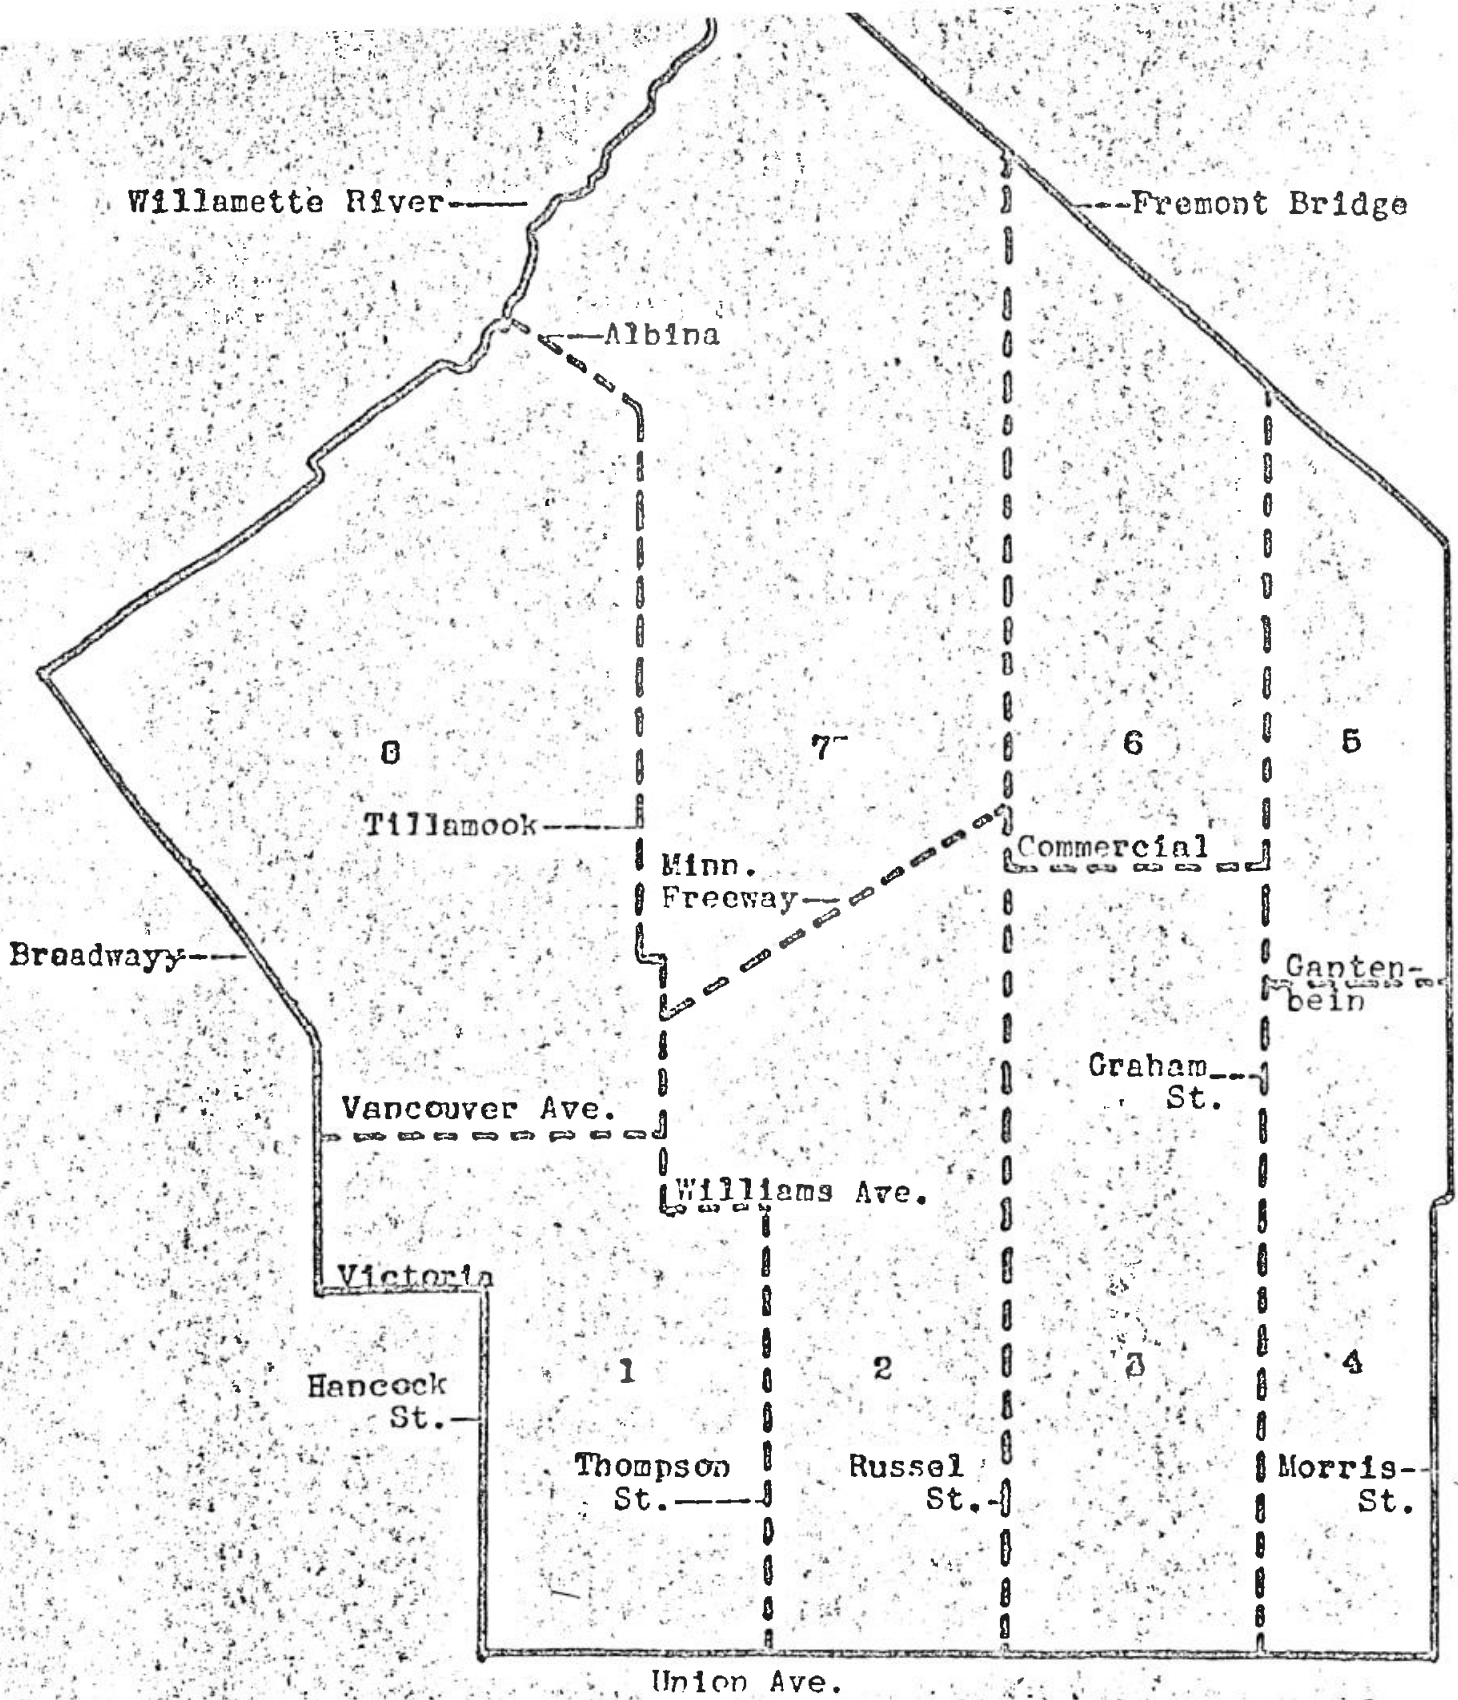 Willamette River
Fremont Bridge
Albina
8
7
6
5
Tillamook
Commercial
Minn.
Freeway
Broadwayy
Ganten-
bein
Graham
St.
Vancouver Ave.
Williams Ave.
Victoria
1
2
3
4
Hancock
St.
Thompson
St.
Russel
St.
Morris
St.
Union Ave.